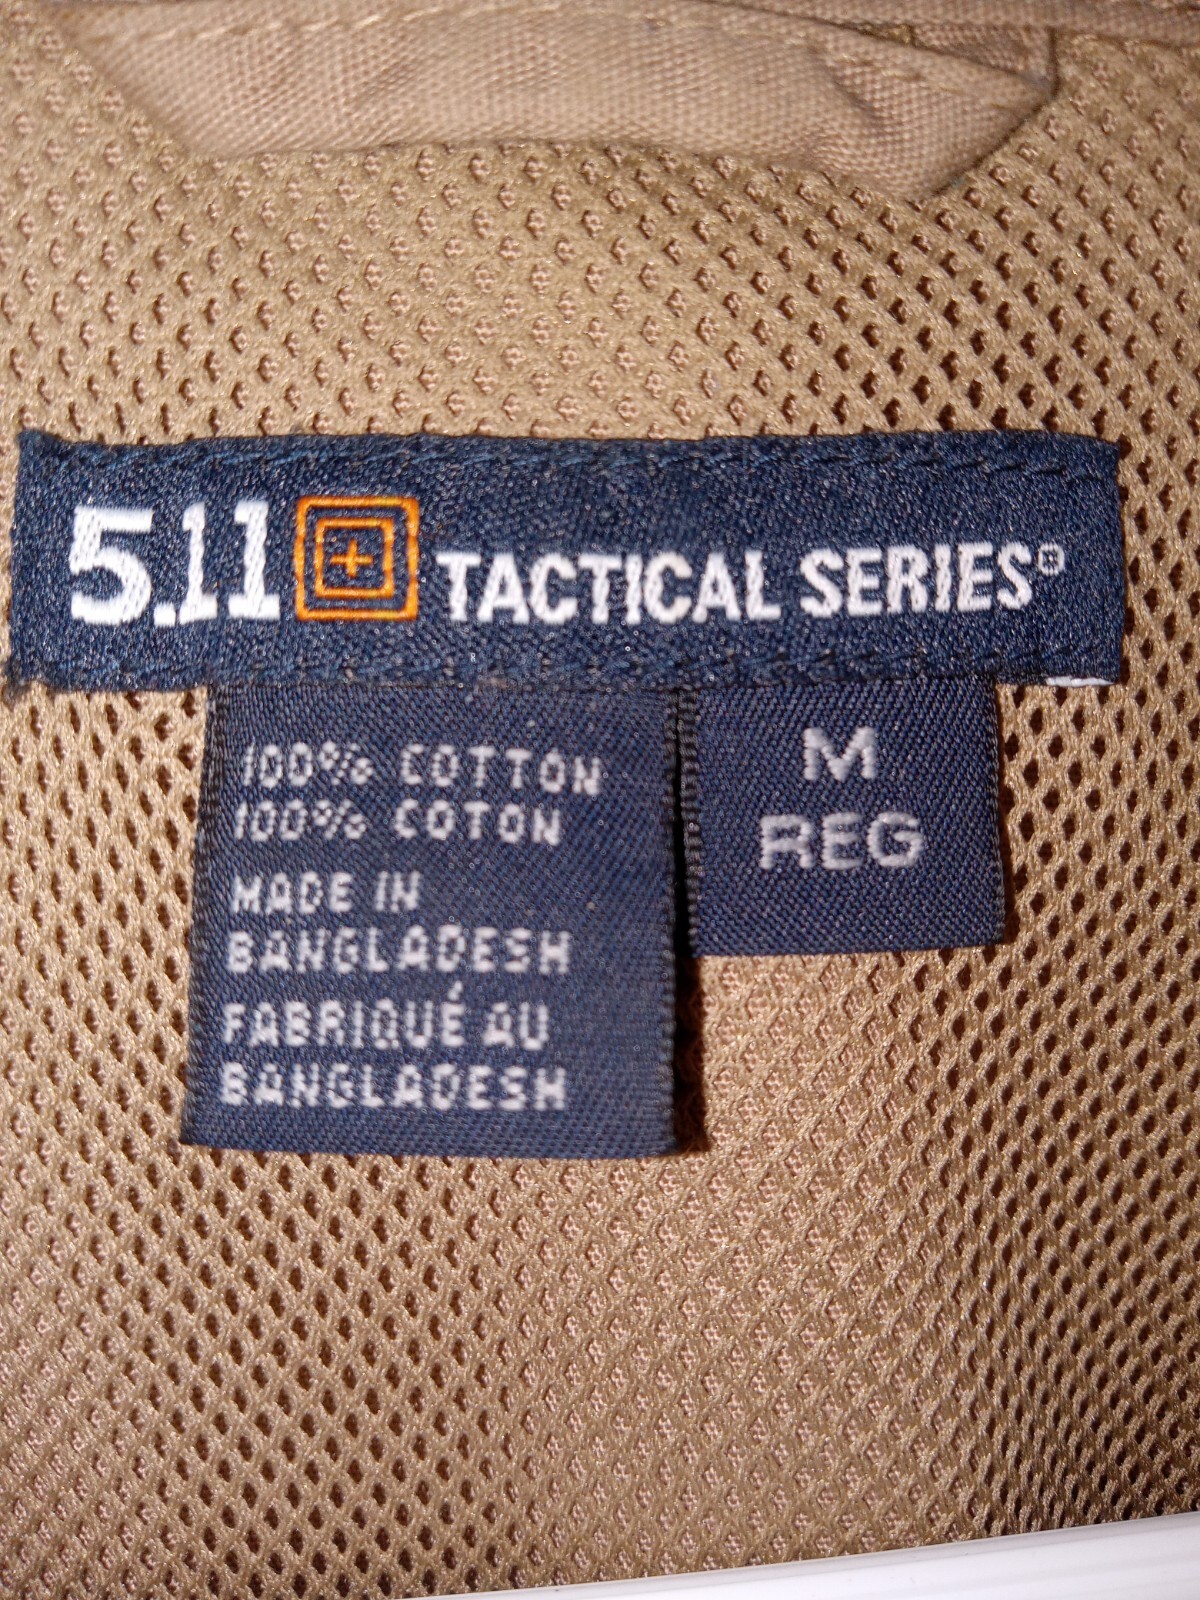 5.11 TACTICAL SERIES®
100% COTTON
100% COTON
MADE IN
BANGLADESH
FABRIQUÉ AU
BANGLADESH
M
REG